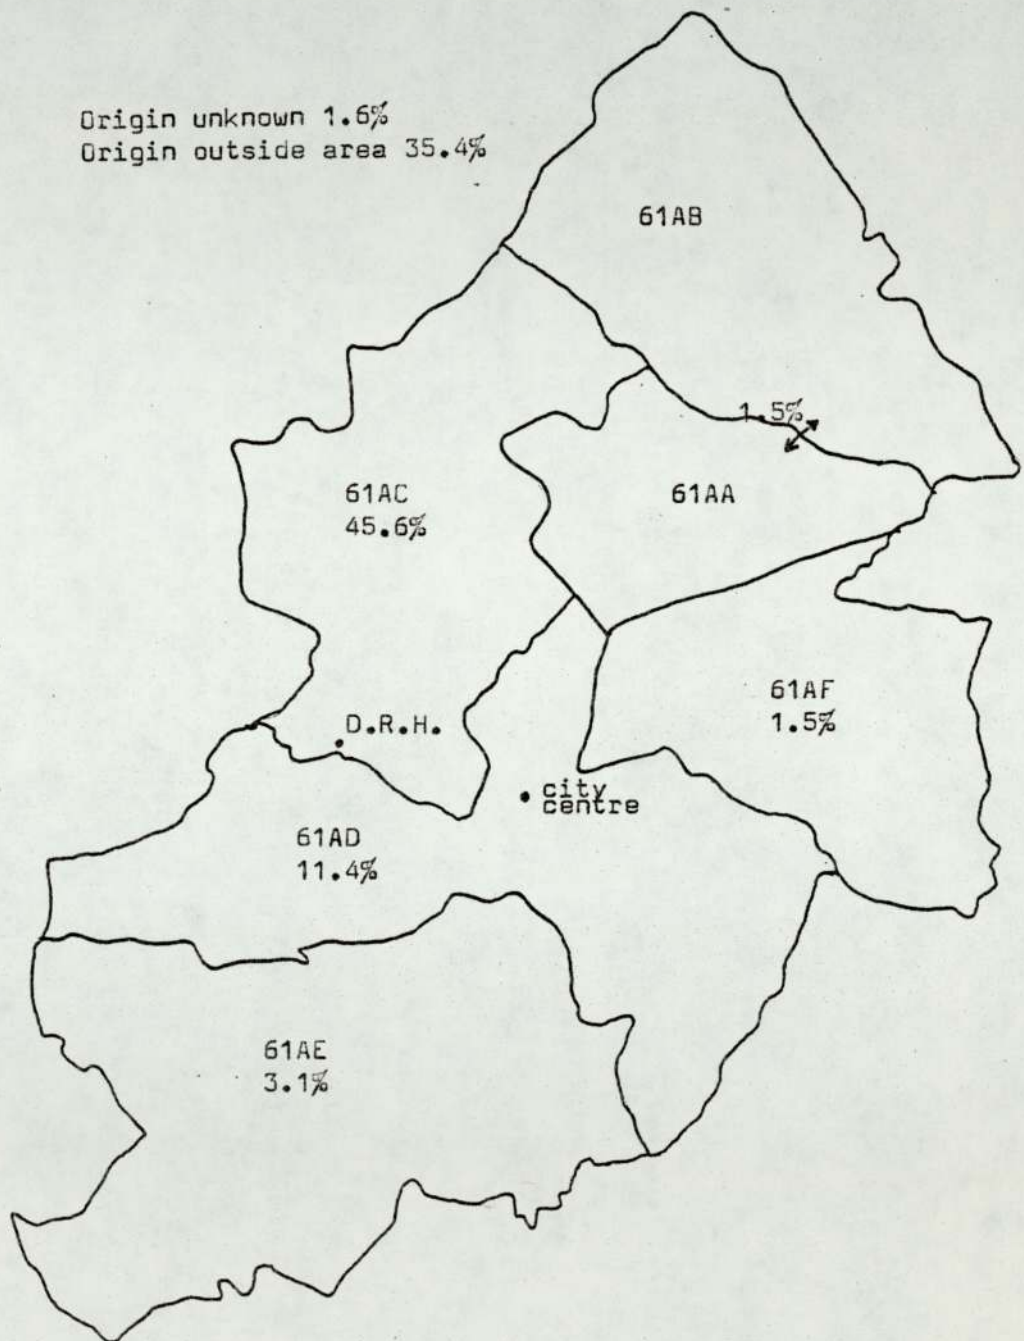 Origin unknown 1.6%
Origin outside area 35.4%
61AB
1.5%
61AC
45.6%
61AA
61AF
1.5%
D.R.H.
city
centre
61AD
11.4%
61AE
3.1%